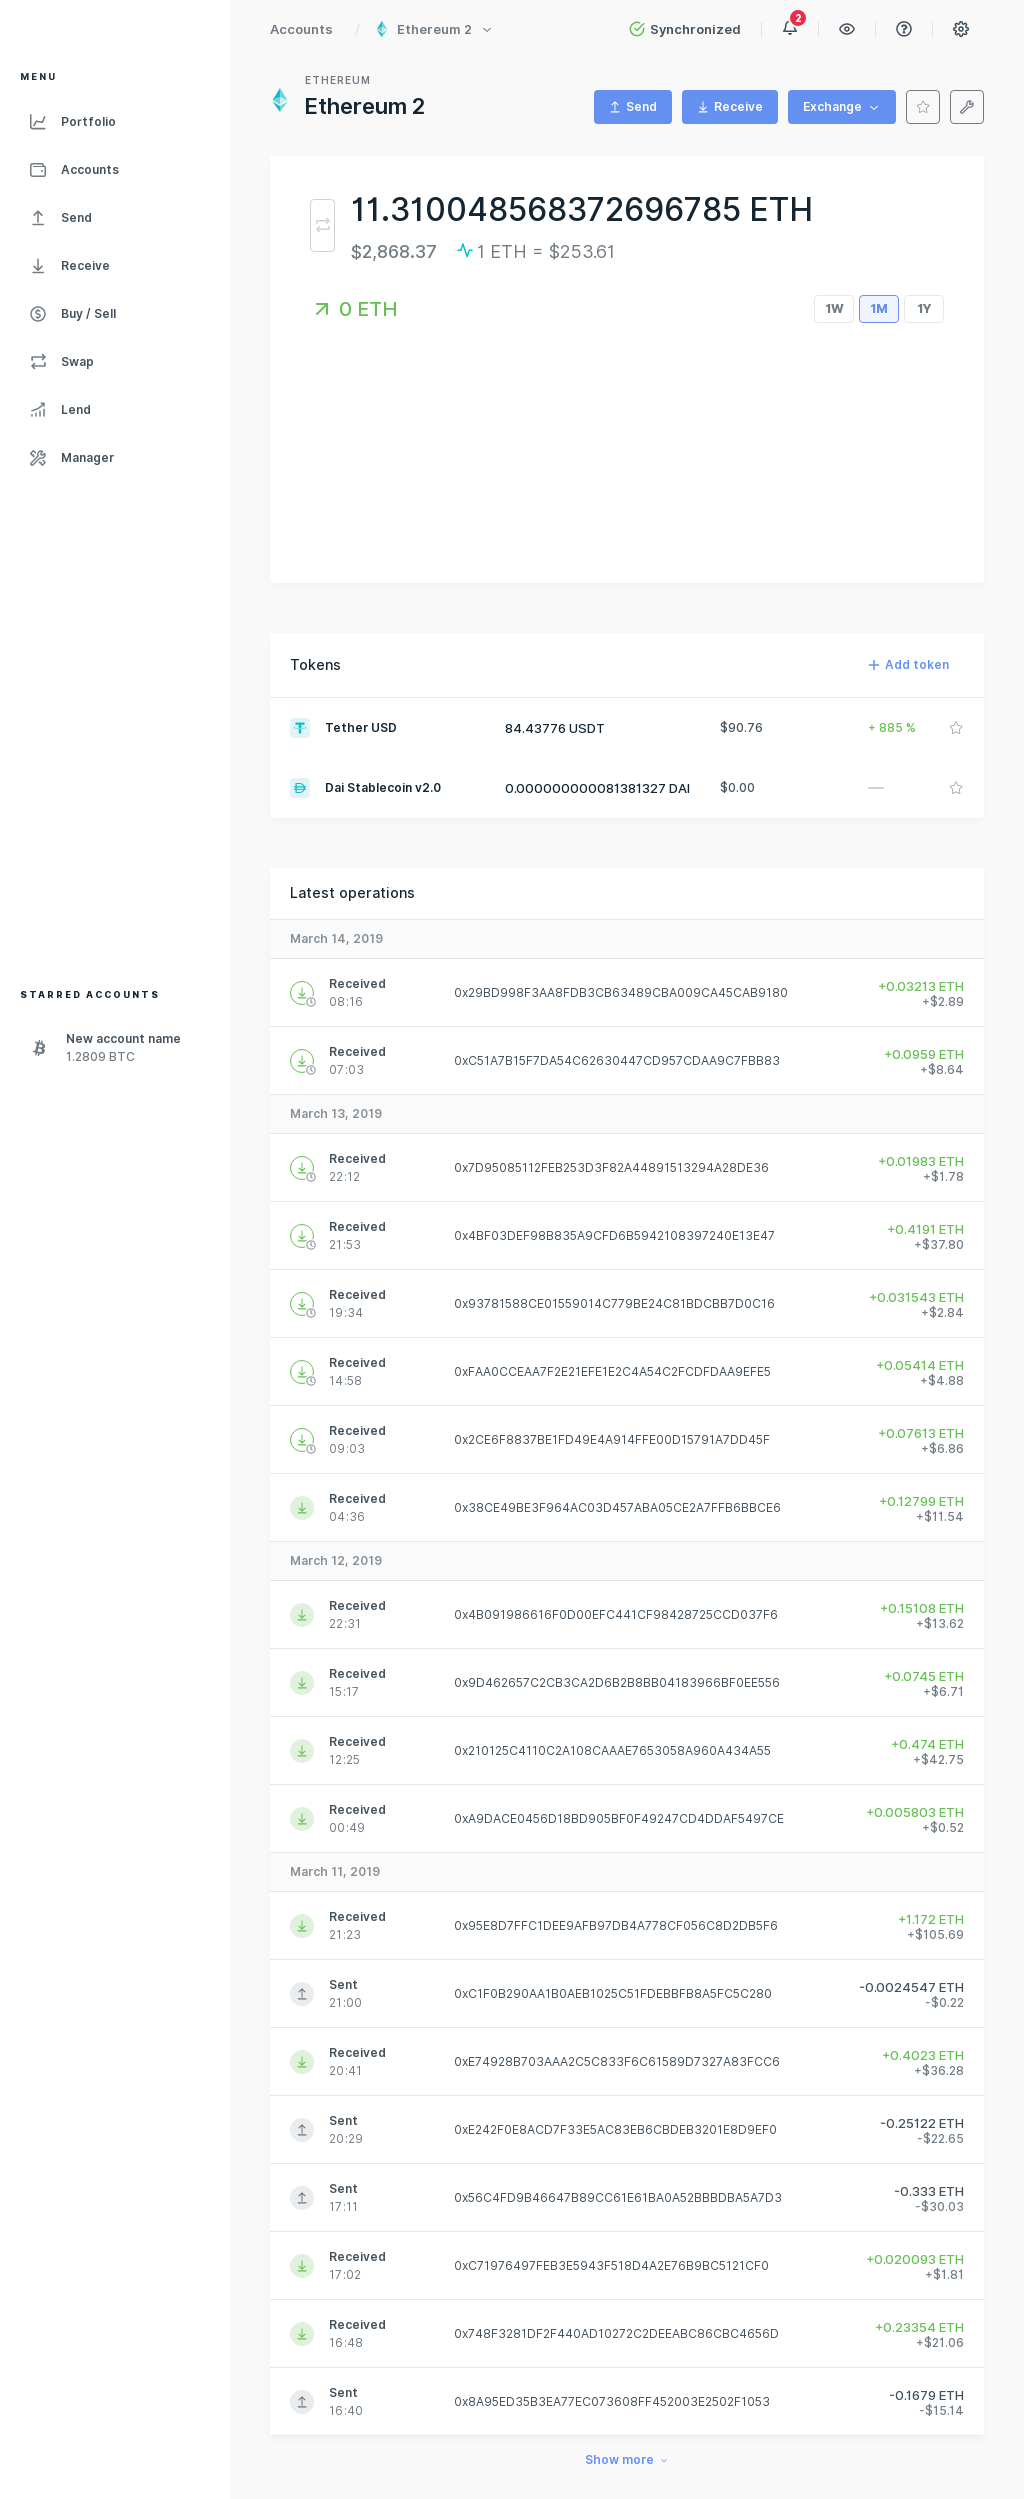 Accounts / Ethereum 2
Synchronized
2
MENU
Portfolio
Accounts
Send
Receive
Buy / Sell
Swap
Lend
Manager
STARRED ACCOUNTS
New account name
1.2809 BTC
ETHEREUM
Ethereum 2
Send
Receive
Exchange
11.310048568372696785 ETH
$2,868.37 1 ETH = $253.61
0 ETH
1W 1M 1Y
Tokens
Add token
Tether USD 84.43776 USDT $90.76 + 885 %
Dai Stablecoin v2.0 0.000000000081381327 DAI $0.00 —
Latest operations
March 14, 2019
Received 0x29BD998F3AA8FDB3CB63489CBA009CA45CAB9180 +0.03213 ETH
08:16 +$2.89
Received 0xC51A7B15F7DA54C62630447CD957CDAA9C7FBB83 +0.0959 ETH
07:03 +$8.64
March 13, 2019
Received 0x7D95085112FEB253D3F82A44891513294A28DE36 +0.01983 ETH
22:12 +$1.78
Received 0x4BF03DEF98B835A9CFD6B5942108397240E13E47 +0.4191 ETH
21:53 +$37.80
Received 0x93781588CE01559014C779BE24C81BDCBB7D0C16 +0.031543 ETH
19:34 +$2.84
Received 0xFAA0CCEAA7F2E21EFE1E2C4A54C2FCDFDAA9EFE5 +0.05414 ETH
14:58 +$4.88
Received 0x2CE6F8837BE1FD49E4A914FFE00D15791A7DD45F +0.07613 ETH
09:03 +$6.86
Received 0x38CE49BE3F964AC03D457ABA05CE2A7FFB6BBCE6 +0.12799 ETH
04:36 +$11.54
March 12, 2019
Received 0x4B091986616F0D00EFC441CF98428725CCD037F6 +0.15108 ETH
22:31 +$13.62
Received 0x9D462657C2CB3CA2D6B2B8BB04183966BF0EE556 +0.0745 ETH
15:17 +$6.71
Received 0x210125C4110C2A108CAAAE7653058A960A434A55 +0.474 ETH
12:25 +$42.75
Received 0xA9DACE0456D18BD905BF0F49247CD4DDAF5497CE +0.005803 ETH
00:49 +$0.52
March 11, 2019
Received 0x95E8D7FFC1DEE9AFB97DB4A778CF056C8D2DB5F6 +1.172 ETH
21:23 +$105.69
Sent 0xC1F0B290AA1B0AEB1025C51FDEBBFB8A5FC5C280 -0.0024547 ETH
21:00 -$0.22
Received 0xE74928B703AAA2C5C833F6C61589D7327A83FCC6 +0.4023 ETH
20:41 +$36.28
Sent 0xE242F0E8ACD7F33E5AC83EB6CBDEB3201E8D9EF0 -0.25122 ETH
20:29 -$22.65
Sent 0x56C4FD9B46647B89CC61E61BA0A52BBBDBA5A7D3 -0.333 ETH
17:11 -$30.03
Received 0xC71976497FEB3E5943F518D4A2E76B9BC5121CF0 +0.020093 ETH
17:02 +$1.81
Received 0x748F3281DF2F440AD10272C2DEEABC86CBC4656D +0.23354 ETH
16:48 +$21.06
Sent 0x8A95ED35B3EA77EC073608FF452003E2502F1053 -0.1679 ETH
16:40 -$15.14
Show more